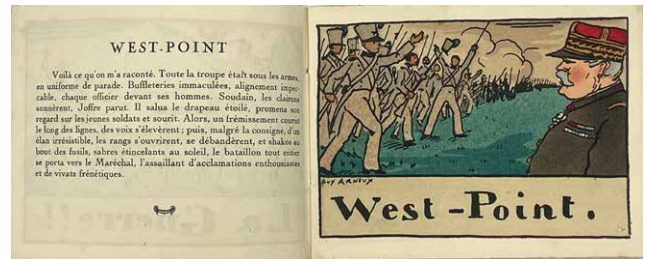 WEST-POINT
Voilà ce qu'on m'a raconté. Toute la troupe était sous les armes,
en uniforme de parade. Buffleteries immaculées, alignement impec-
cable, chaque officier devant ses hommes. Soudain, les clairons
sonnèrent, Joffre parut. Il salua le drapeau étoilé, promena son
regard sur les jeunes soldats et sourit. Alors, un frémissement courut
le long des lignes, des voix s'élevèrent ; puis, malgré la consigne, d'un
élan irrésistible, les rangs s'ouvrirent, se débandèrent, et shakos au
bout des fusils, sabres étincelants au soleil, le bataillon tout entier
se porta vers le Maréchal, l'assaillant d'acclamations enthousiastes
et de vivats frénétiques.
La Guerre!!
GUY ARNOUX
West-Point.